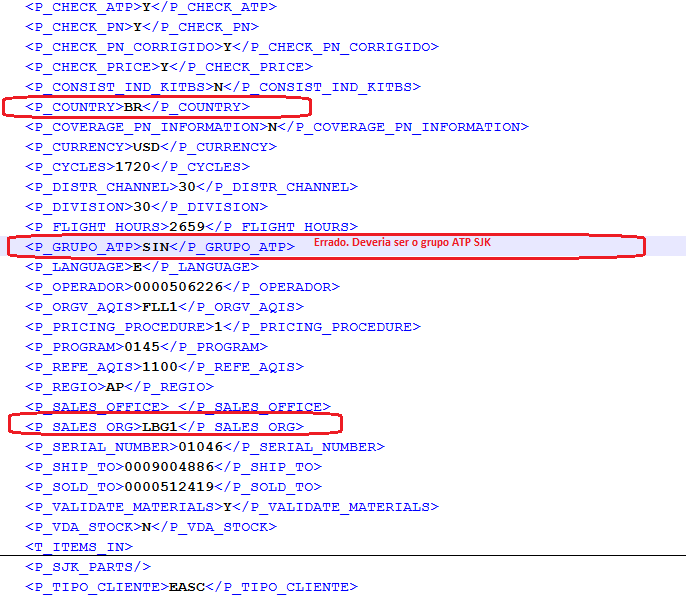 <P_CHECK_ATP>Y</P_CHECK_ATP>
<P_CHECK_PN>Y</P_CHECK_PN>
<P_CHECK_PN_CORRIGIDO>Y</P_CHECK_PN_CORRIGIDO>
<P_CHECK_PRICE>Y</P_CHECK_PRICE>
<P_CONSIST_IND_KITBS>N</P_CONSIST_IND_KITBS>
<P_COUNTRY>BR</P_COUNTRY>
<P_COVERAGE_PN_INFORMATION>N</P_COVERAGE_PN_INFORMATION>
<P_CURRENCY>USD</P_CURRENCY>
<P_CYCLES>1720</P_CYCLES>
<P_DISTR_CHANNEL>30</P_DISTR_CHANNEL>
<P_DIVISION>30</P_DIVISION>
<P_FLIGHT_HOURS>2659</P_FLIGHT_HOURS>
<P_GRUPO_ATP>SIN</P_GRUPO_ATP> Errado. Deveria ser o grupo ATP SJK
<P_LANGUAGE>E</P_LANGUAGE>
<P_OPERADOR>0000506226</P_OPERADOR>
<P_ORGV_AQIS>FLL1</P_ORGV_AQIS>
<P_PRICING_PROCEDURE>1</P_PRICING_PROCEDURE>
<P_PROGRAM>0145</P_PROGRAM>
<P_REFE_AQIS>1100</P_REFE_AQIS>
<P_REGIO>AP</P_REGIO>
<P_SALES_OFFICE> </P_SALES_OFFICE>
<P_SALES_ORG>LBG1</P_SALES_ORG>
<P_SERIAL_NUMBER>01046</P_SERIAL_NUMBER>
<P_SHIP_TO>0009004886</P_SHIP_TO>
<P_SOLD_TO>0000512419</P_SOLD_TO>
<P_VALIDATE_MATERIALS>Y</P_VALIDATE_MATERIALS>
<P_VDA_STOCK>N</P_VDA_STOCK>
<T_ITEMS_IN>
<P_SJK_PARTS/>
<P_TIPO_CLIENTE>EASC</P_TIPO_CLIENTE>